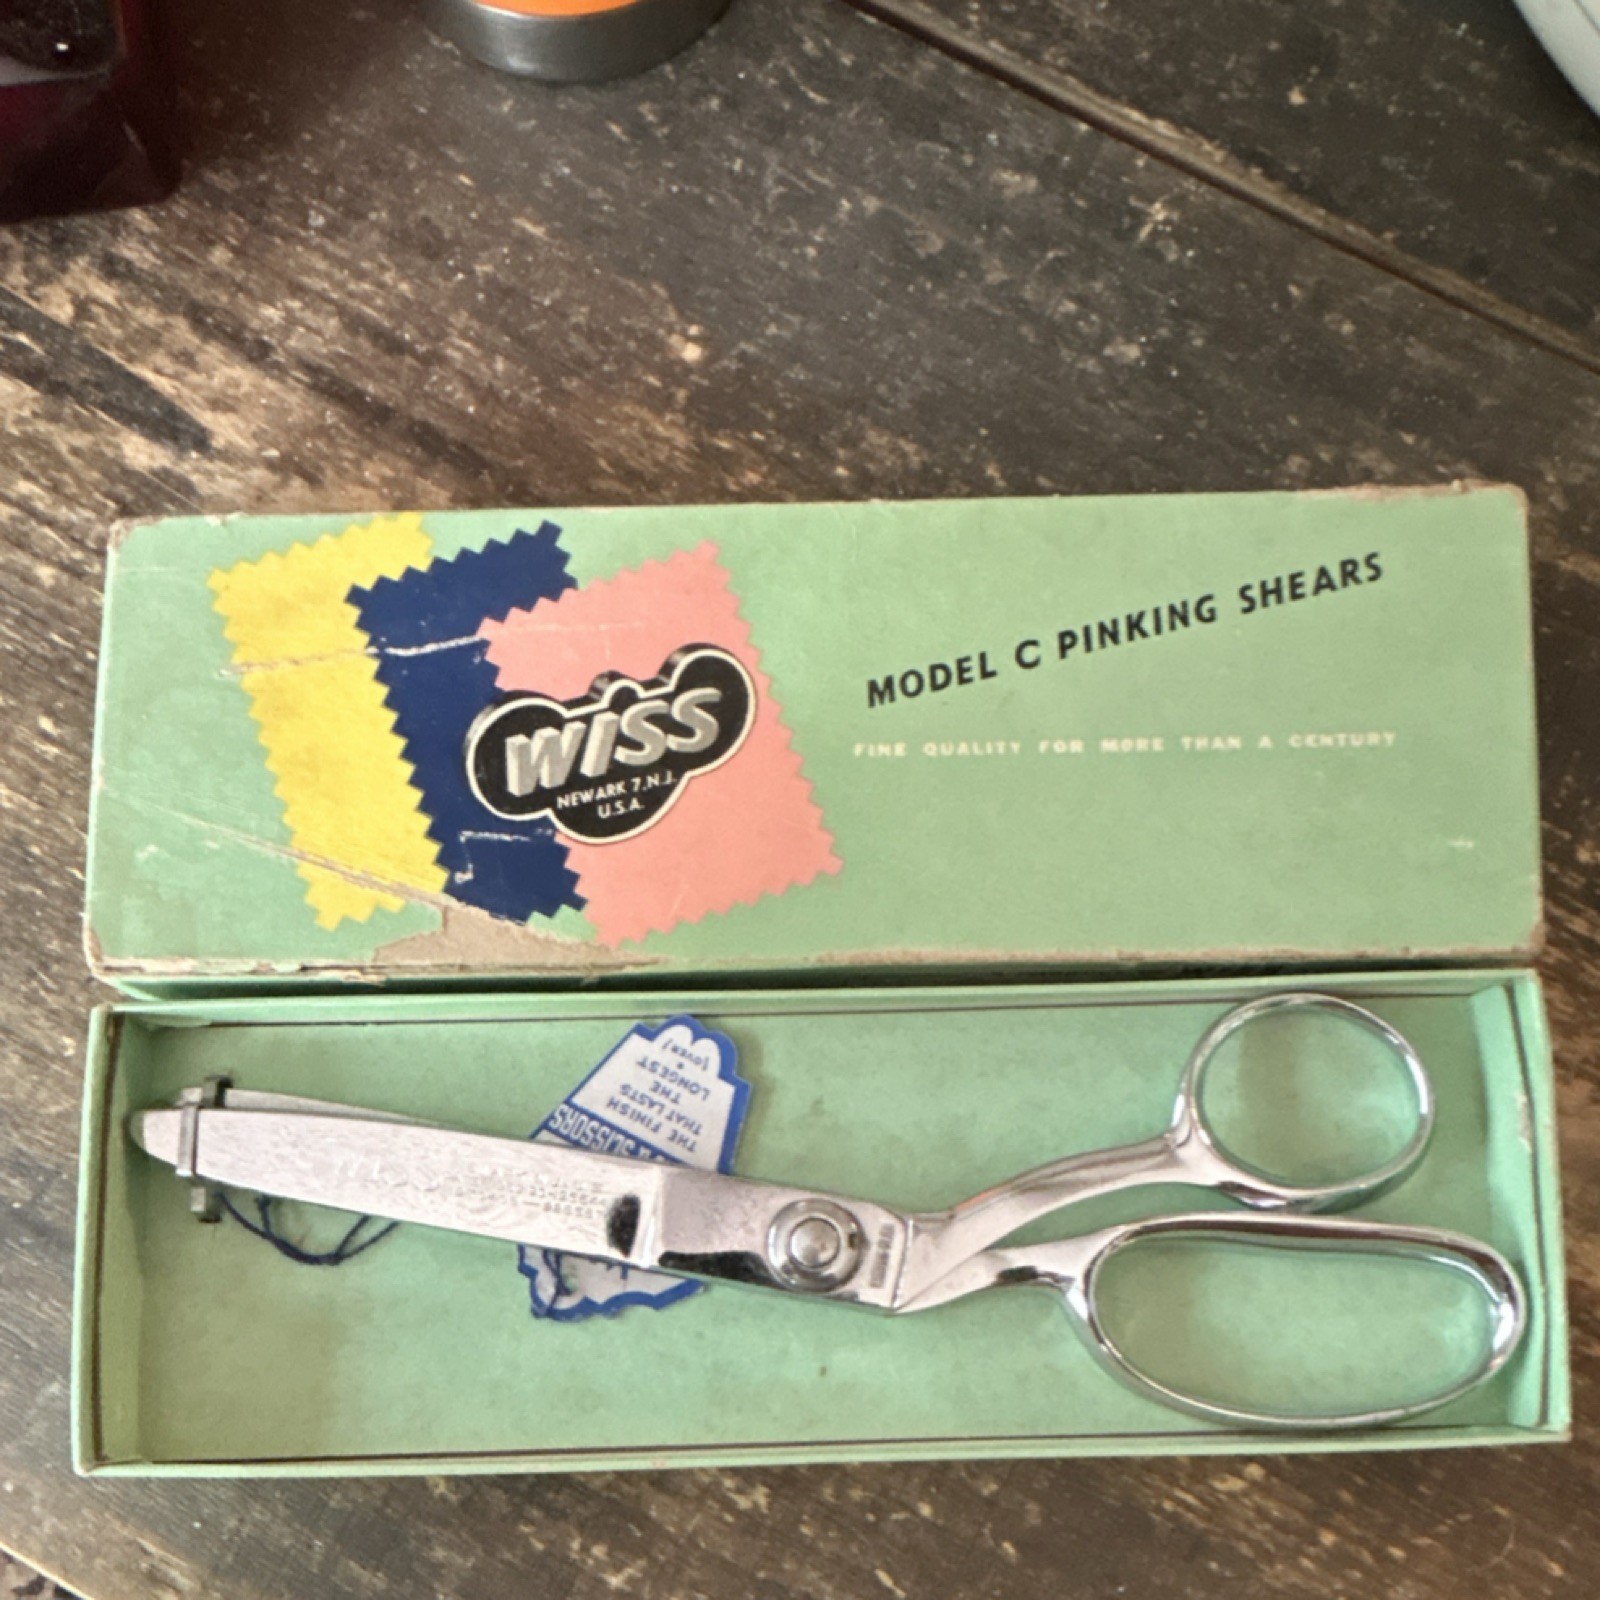 MODEL C PINKING SHEARS
WISS
NEWARK 7, N.J.
U.S.A.
FINE QUALITY FOR MORE THAN A CENTURY
& SCISSORS
THE FINISH
THAT LASTS
THE
LONGEST
(OVER)